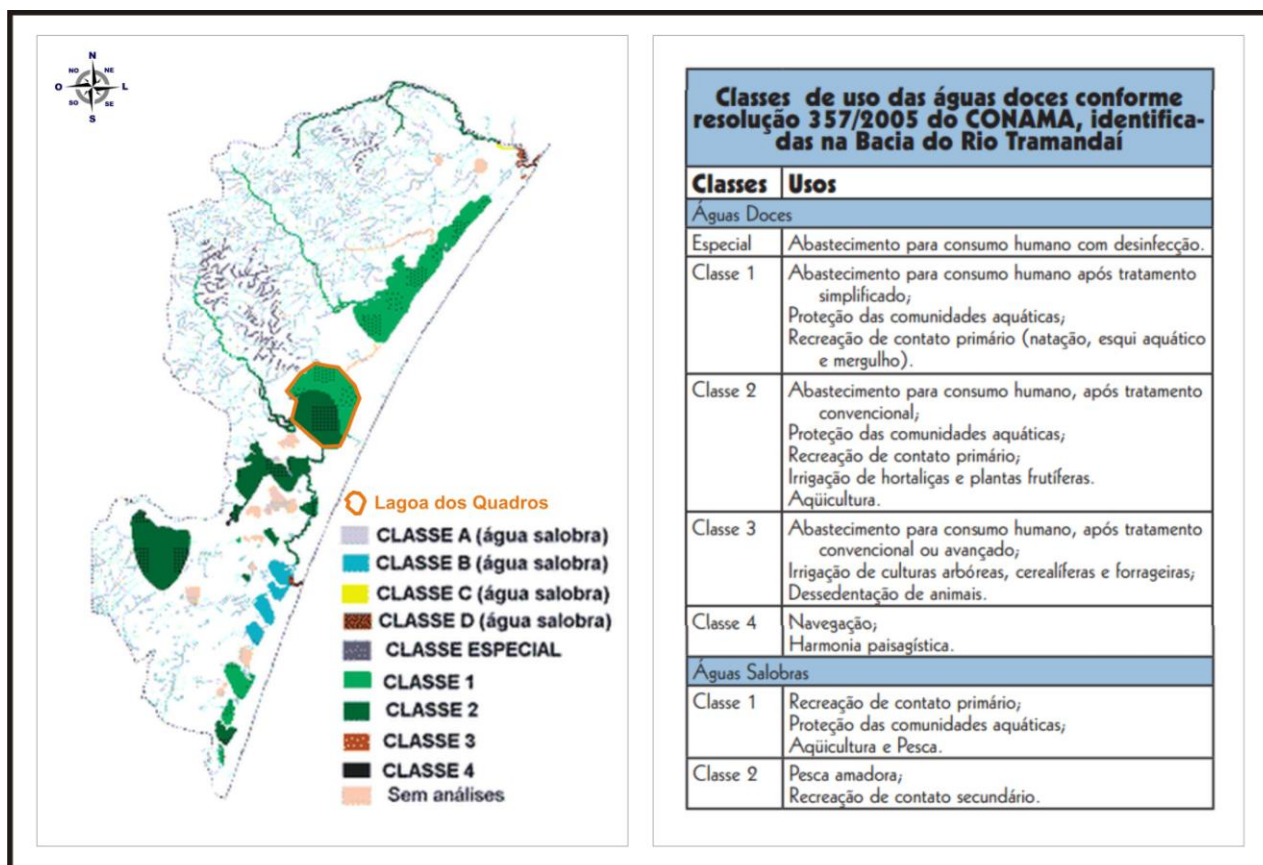 N
NO
NE
O
L
SO
SE
S
Lagoa dos Quadros
CLASSE A (água salobra)
CLASSE B (água salobra)
CLASSE C (água salobra)
CLASSE D (água salobra)
CLASSE ESPECIAL
CLASSE 1
CLASSE 2
CLASSE 3
CLASSE 4
Sem análises
Classes de uso das águas doces conforme
resolução 357/2005 do CONAMA, identifica-
das na Bacia do Rio Tramandaí
Classes Usos
Águas Doces
Especial Abastecimento para consumo humano com desinfecção.
Classe 1 Abastecimento para consumo humano após tratamento
simplificado;
Proteção das comunidades aquáticas;
Recreação de contato primário (natação, esqui aquático
e mergulho).
Classe 2 Abastecimento para consumo humano, após tratamento
convencional;
Proteção das comunidades aquáticas;
Recreação de contato primário;
Irrigação de hortaliças e plantas frutíferas.
Aqüicultura.
Classe 3 Abastecimento para consumo humano, após tratamento
convencional ou avançado;
Irrigação de culturas arbóreas, cerealíferas e forrageiras;
Dessedentação de animais.
Classe 4 Navegação;
Harmonia paisagística.
Águas Salobras
Classe 1 Recreação de contato primário;
Proteção das comunidades aquáticas;
Aqüicultura e Pesca.
Classe 2 Pesca amadora;
Recreação de contato secundário.